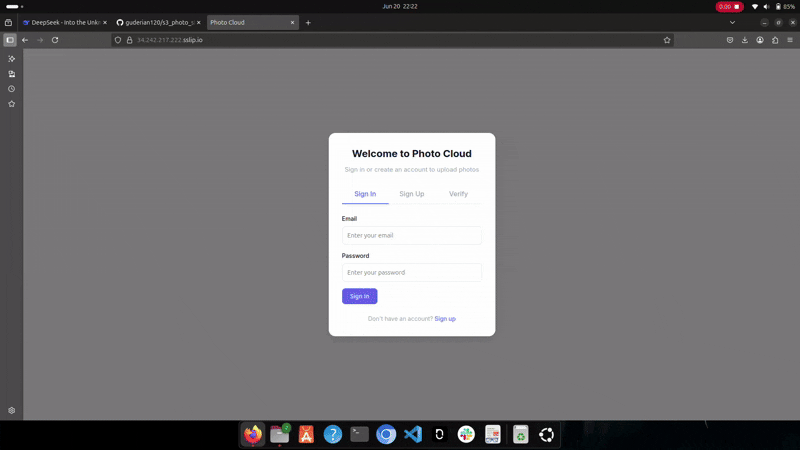 Jun 20 22:22
0:00
85%
DeepSeek - Into the Unk
guderian120/s3_photo_s
Photo Cloud
34.242.217.222.sslip.io
Welcome to Photo Cloud
Sign in or create an account to upload photos
Sign In
Sign Up
Verify
Email
Enter your email
Password
Enter your password
Sign In
Don't have an account? Sign up